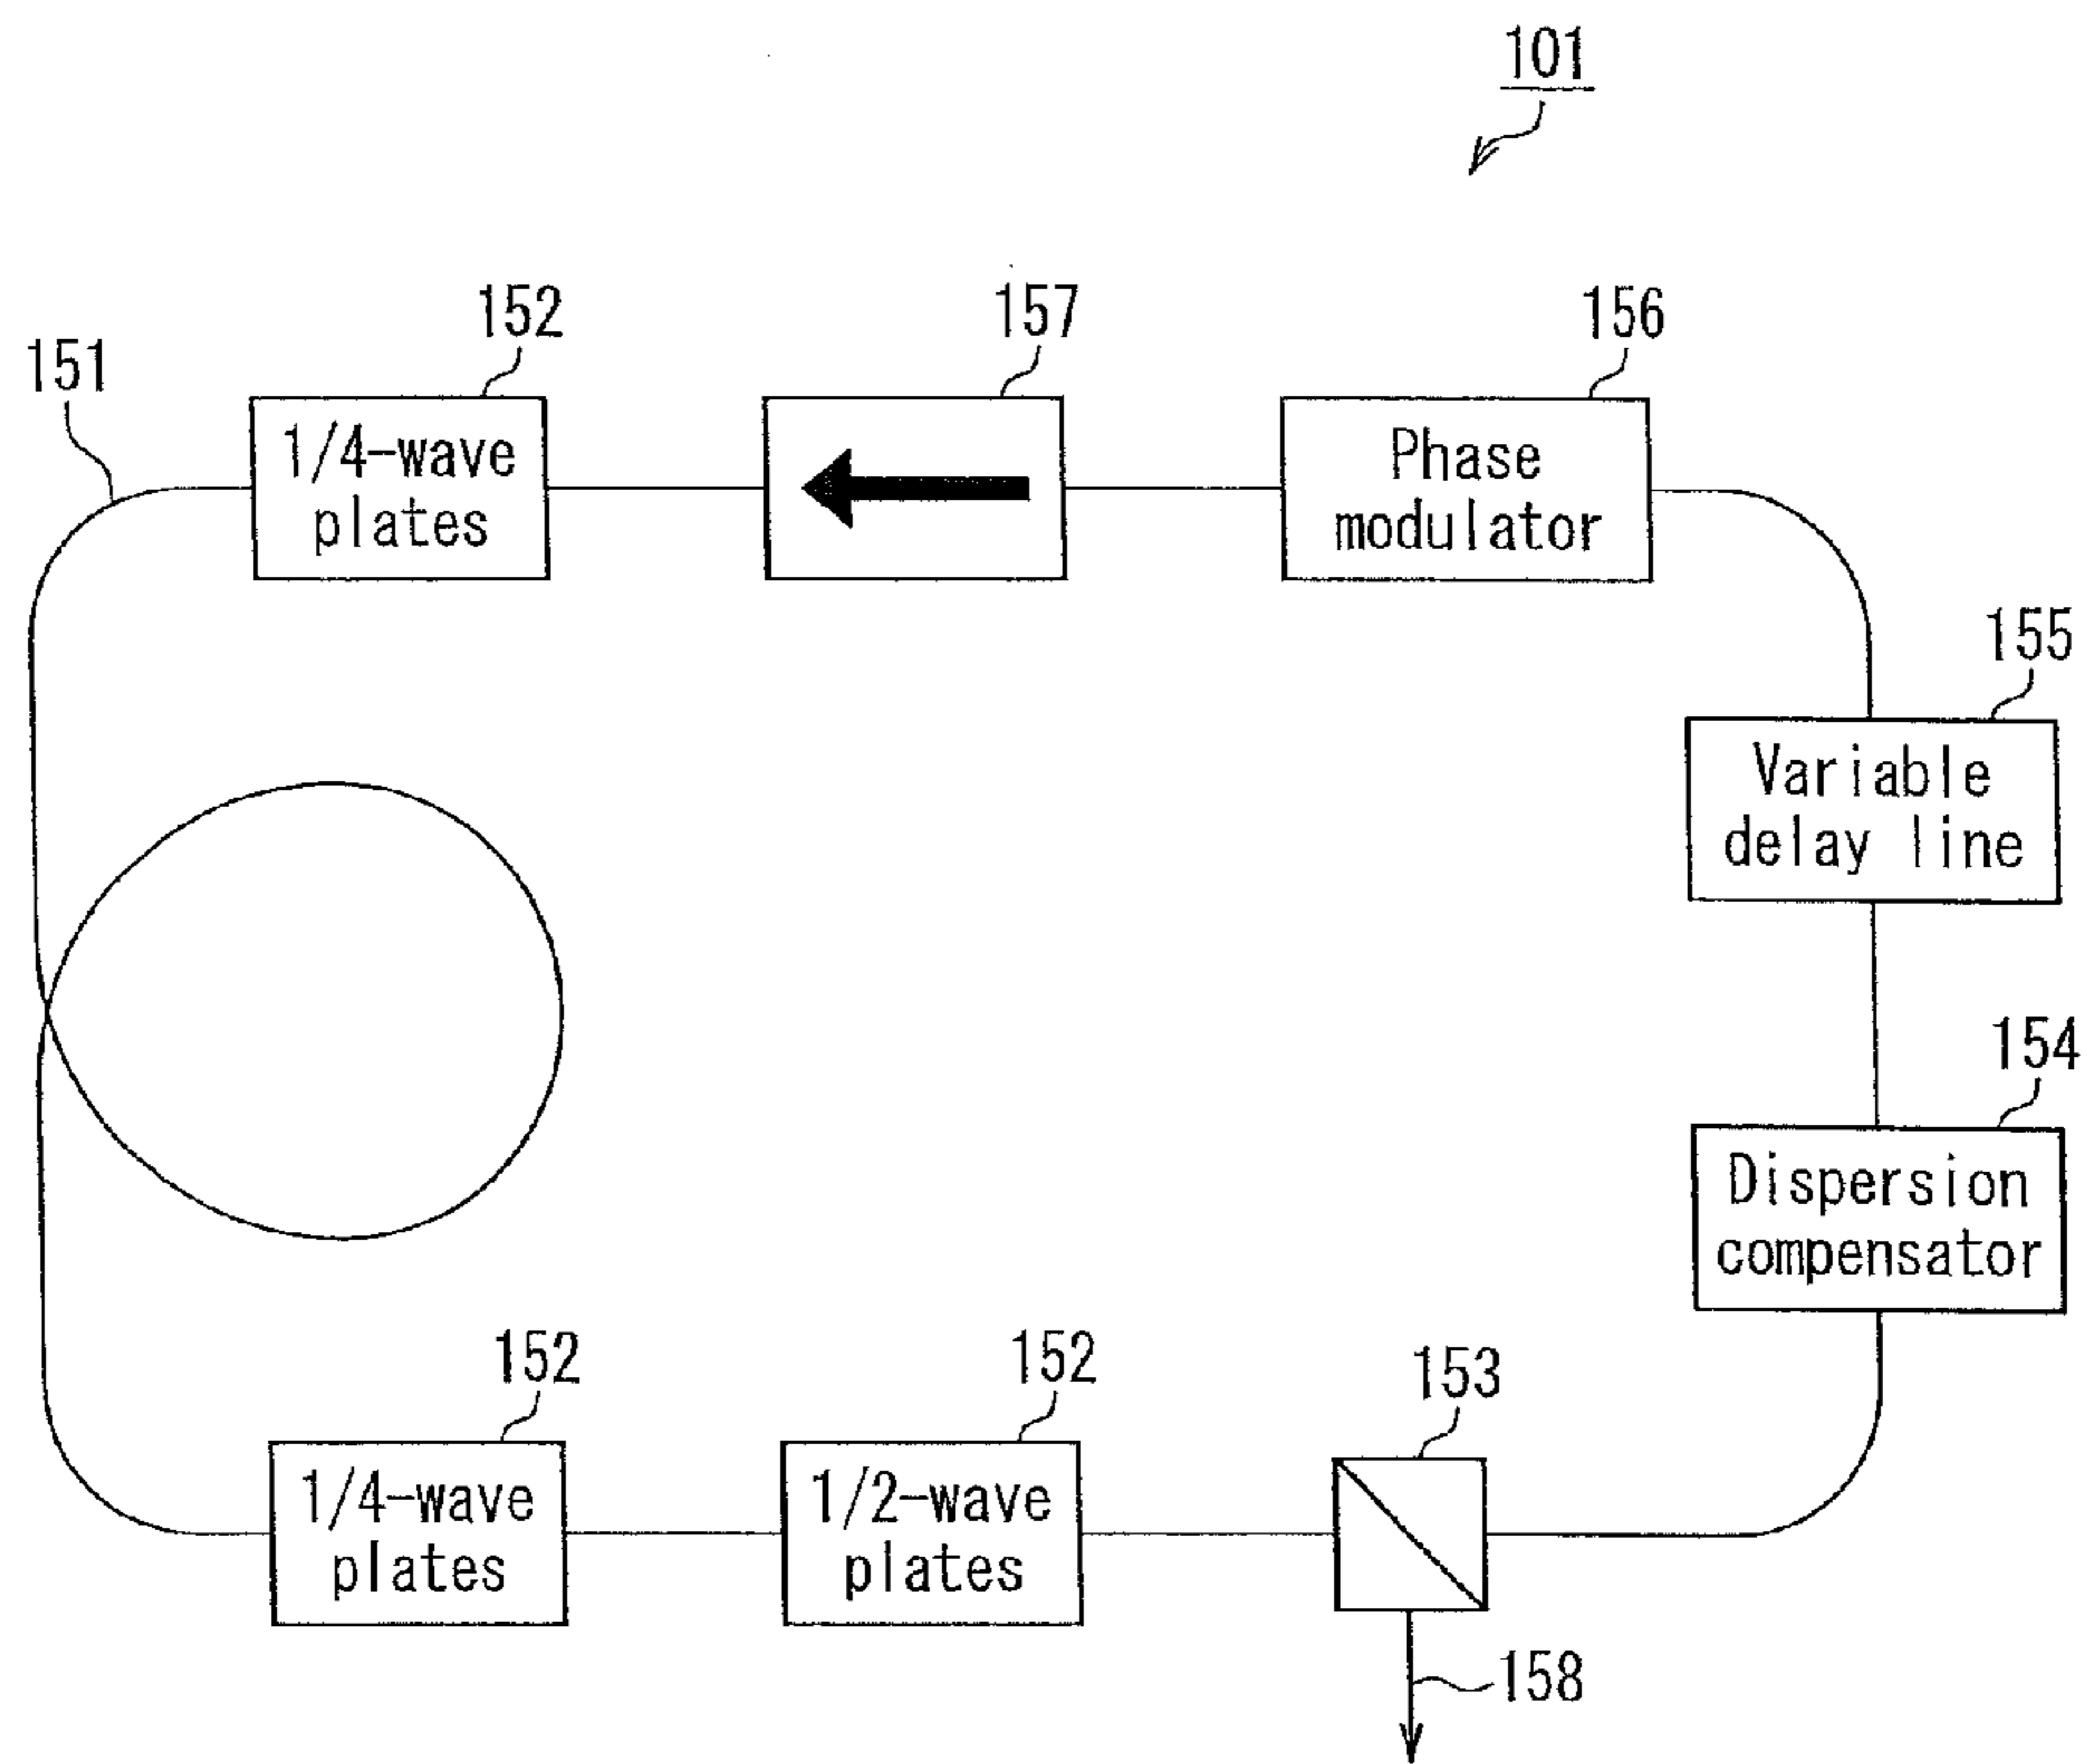 101
152
157
156
151
1/4-wave
plates
Phase
modulator
155
Variable
delay line
154
Dispersion
compensator
152
152
153
1/4-wave
plates
1/2-wave
plates
158